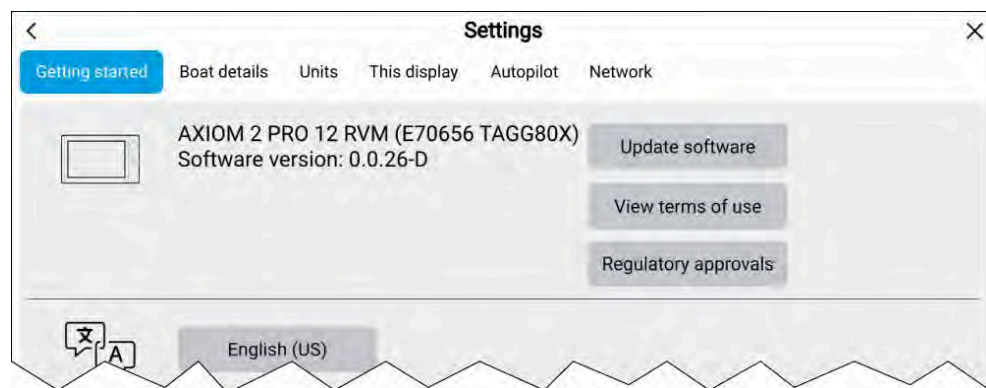 Settings
Getting started Boat details Units This display Autopilot Network
AXIOM 2 PRO 12 RVM (E70656 TAGG80X)
Software version: 0.0.26-D
Update software
View terms of use
Regulatory approvals
文 A
English (US)